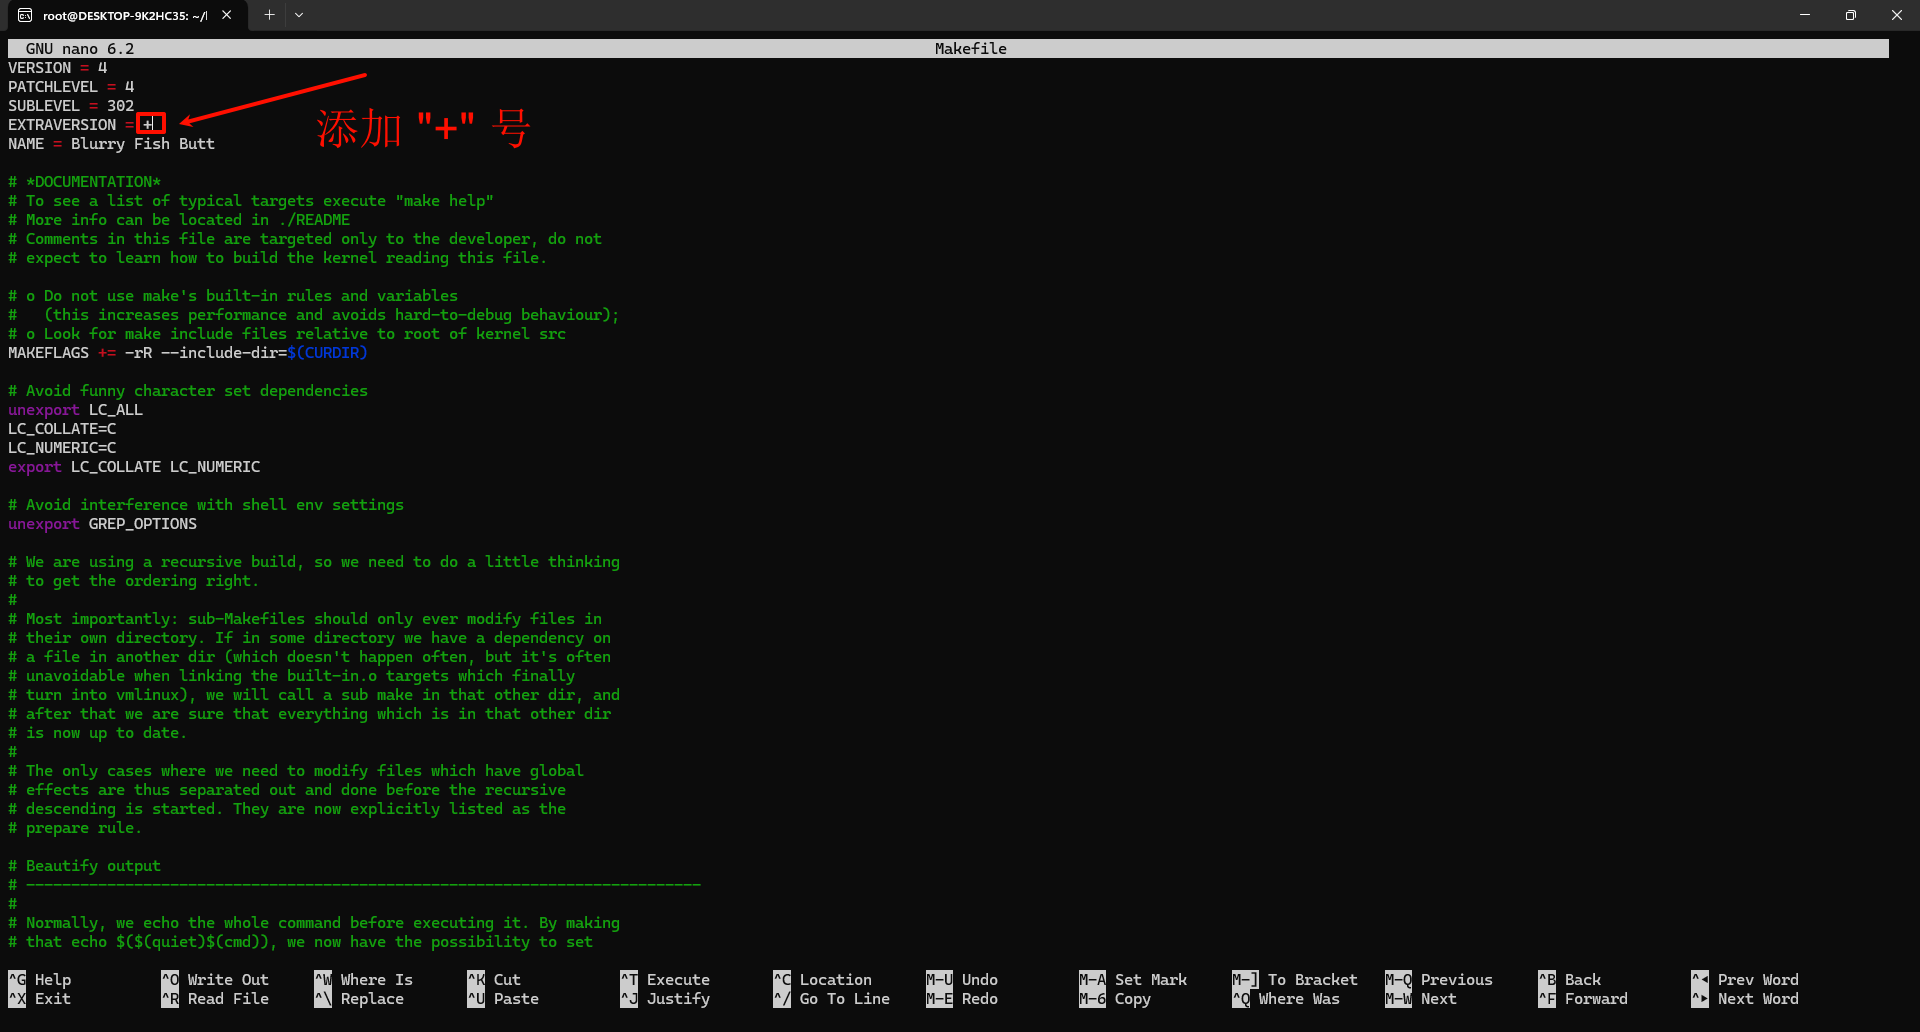 root@DESKTOP-9K2HC35: ~/l
GNU nano 6.2 Makefile
VERSION = 4
PATCHLEVEL = 4
SUBLEVEL = 302
EXTRAVERSION = +
添加 "+" 号
NAME = Blurry Fish Butt
# *DOCUMENTATION*
# To see a list of typical targets execute "make help"
# More info can be located in ./README
# Comments in this file are targeted only to the developer, do not
# expect to learn how to build the kernel reading this file.
# o Do not use make's built-in rules and variables
#   (this increases performance and avoids hard-to-debug behaviour);
# o Look for make include files relative to root of kernel src
MAKEFLAGS += -rR --include-dir=$(CURDIR)
# Avoid funny character set dependencies
unexport LC_ALL
LC_COLLATE=C
LC_NUMERIC=C
export LC_COLLATE LC_NUMERIC
# Avoid interference with shell env settings
unexport GREP_OPTIONS
# We are using a recursive build, so we need to do a little thinking
# to get the ordering right.
#
# Most importantly: sub-Makefiles should only ever modify files in
# their own directory. If in some directory we have a dependency on
# a file in another dir (which doesn't happen often, but it's often
# unavoidable when linking the built-in.o targets which finally
# turn into vmlinux), we will call a sub make in that other dir, and
# after that we are sure that everything which is in that other dir
# is now up to date.
#
# The only cases where we need to modify files which have global
# effects are thus separated out and done before the recursive
# descending is started. They are now explicitly listed as the
# prepare rule.
# Beautify output
# ---------------------------------------------------------------------------
#
# Normally, we echo the whole command before executing it. By making
# that echo $($(quiet)$(cmd)), we now have the possibility to set
^G Help ^O Write Out ^W Where Is ^K Cut ^T Execute ^C Location M-U Undo M-A Set Mark M-] To Bracket M-Q Previous ^B Back ^◂ Prev Word
^X Exit ^R Read File ^\ Replace ^U Paste ^J Justify ^/ Go To Line M-E Redo M-6 Copy ^Q Where Was M-W Next ^F Forward ^▸ Next Word